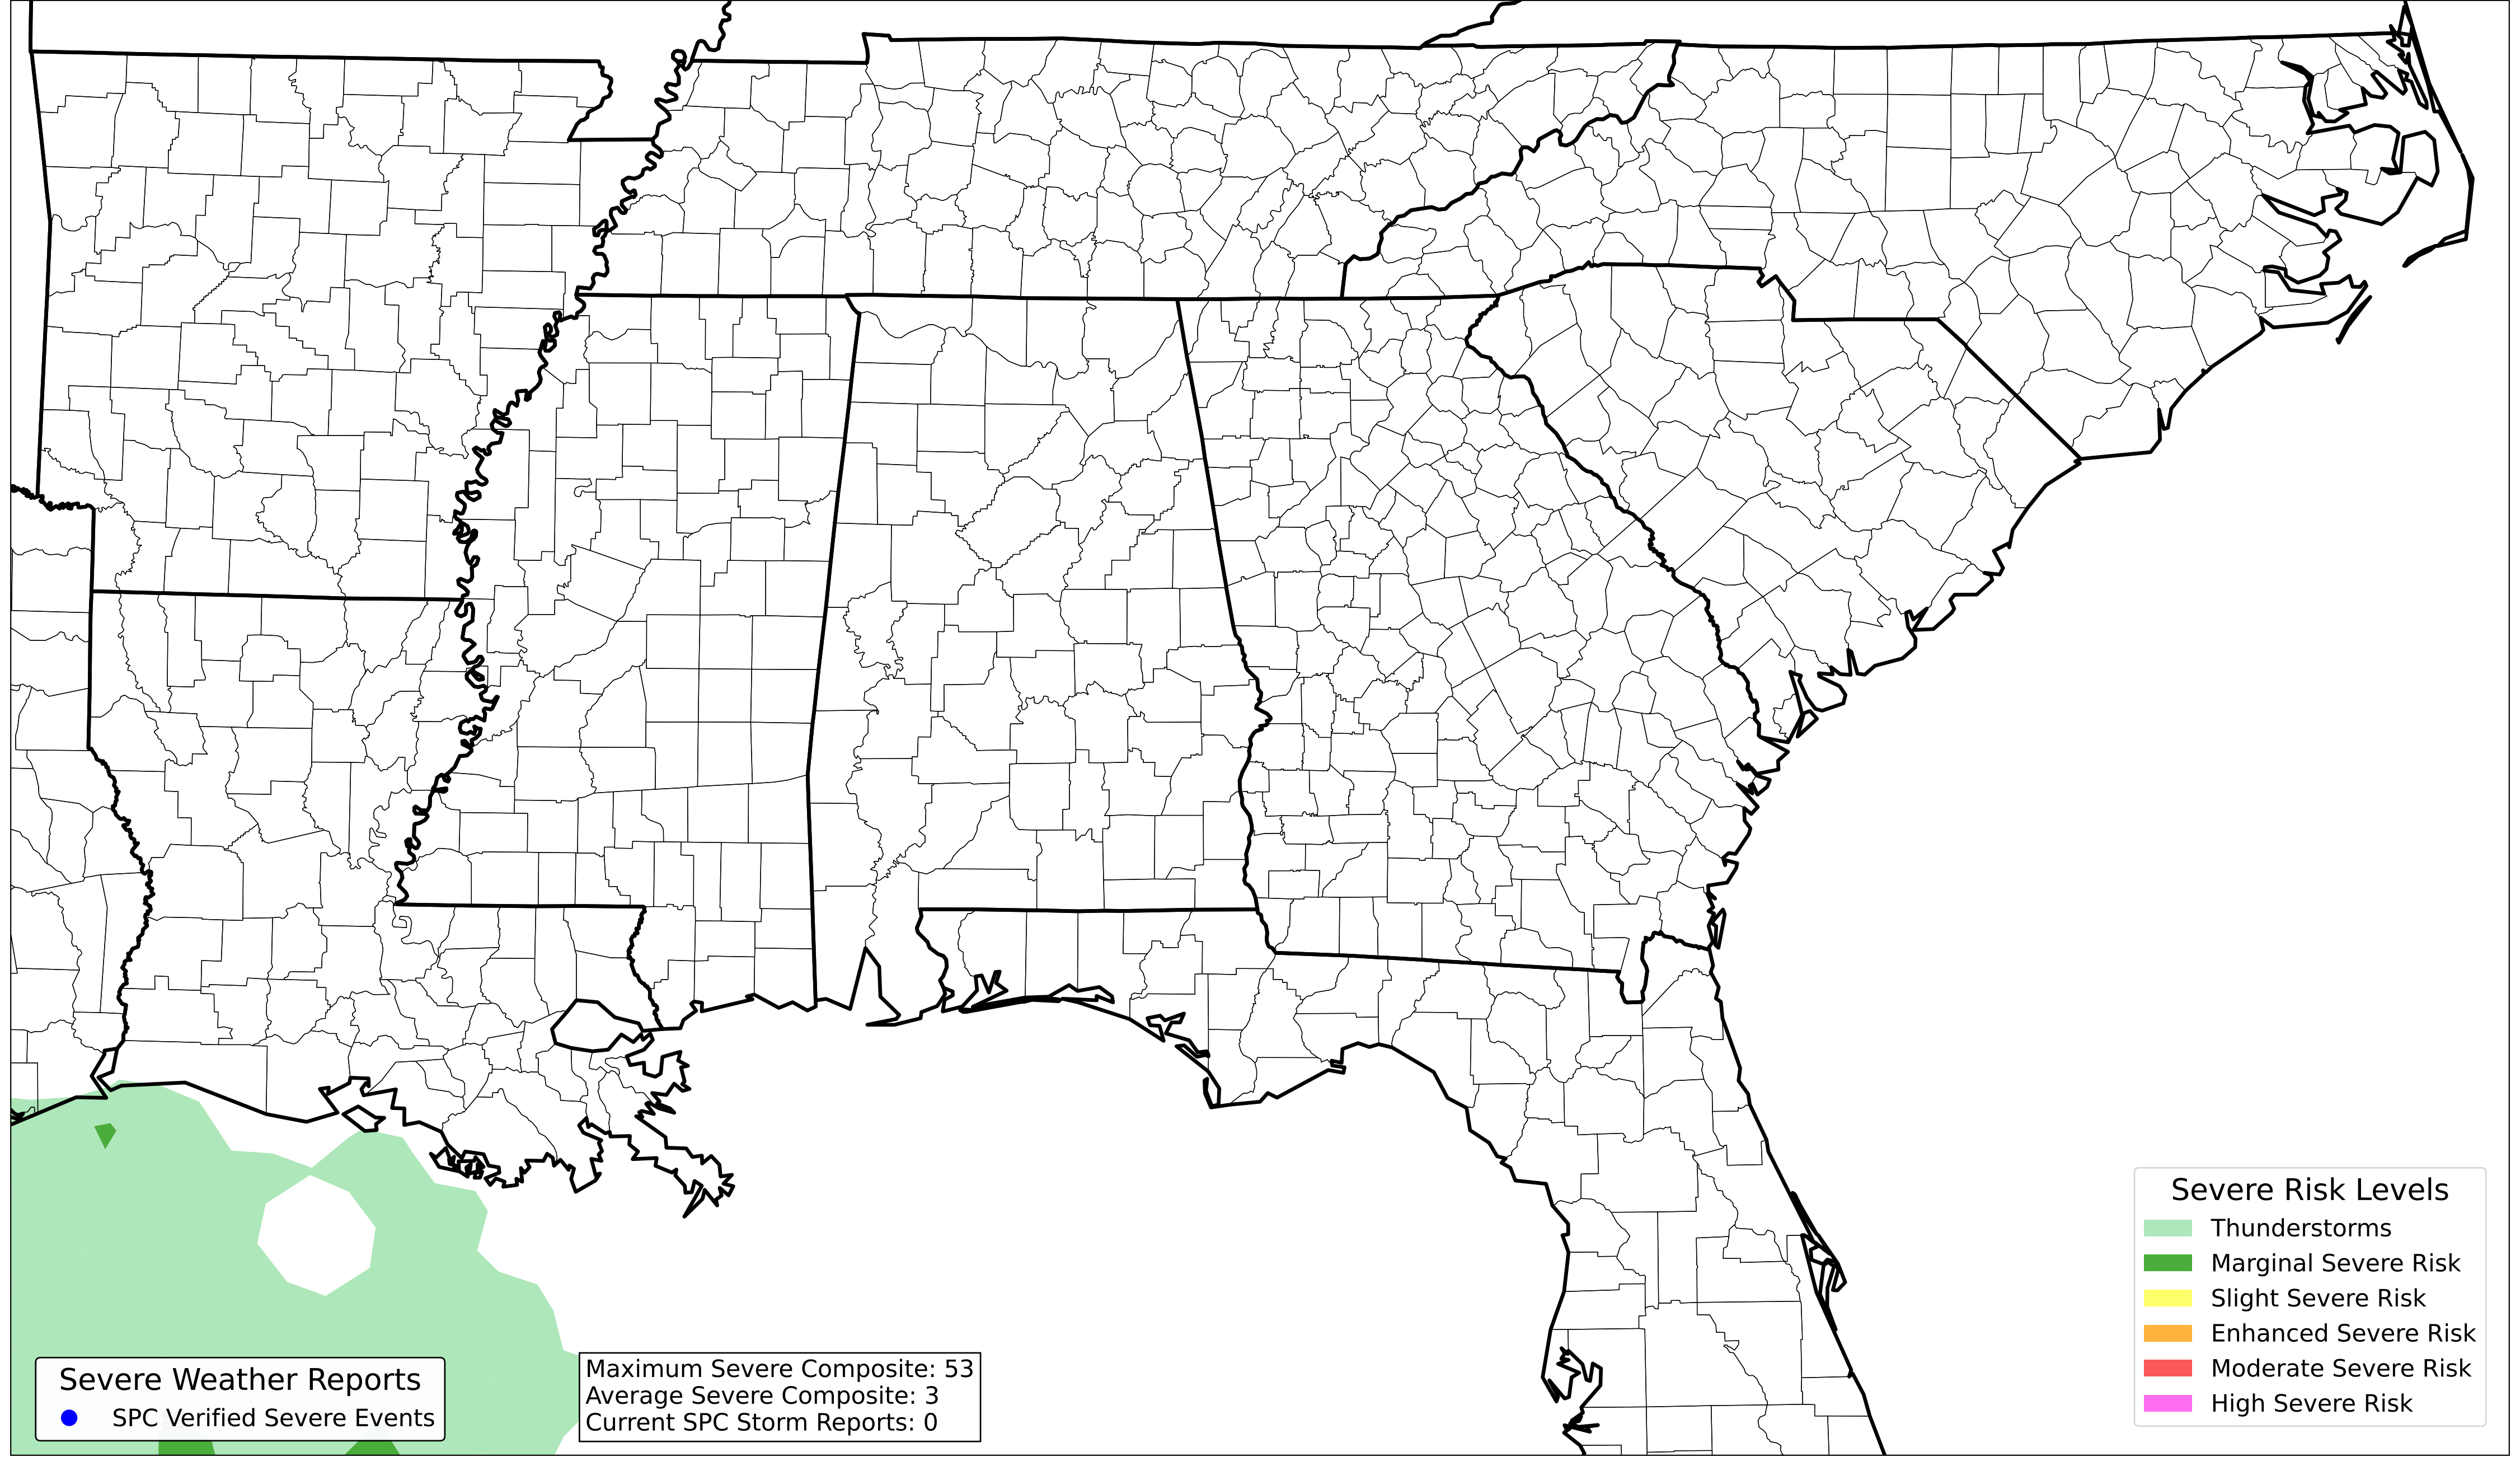 Severe Weather Reports
SPC Verified Severe Events
Maximum Severe Composite: 53
Average Severe Composite: 3
Current SPC Storm Reports: 0
Severe Risk Levels
Thunderstorms
Marginal Severe Risk
Slight Severe Risk
Enhanced Severe Risk
Moderate Severe Risk
High Severe Risk